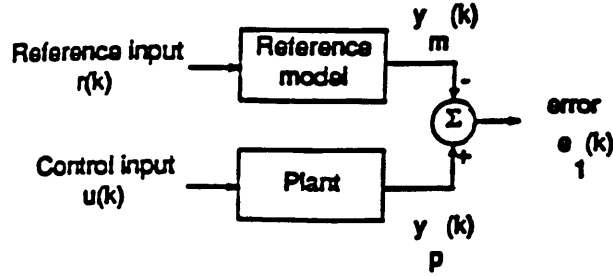 Reference input
r(k)
Reference
model
y (k)
m
-
Σ
error
e (k)
1
+
Control input
u(k)
Plant
y (k)
p